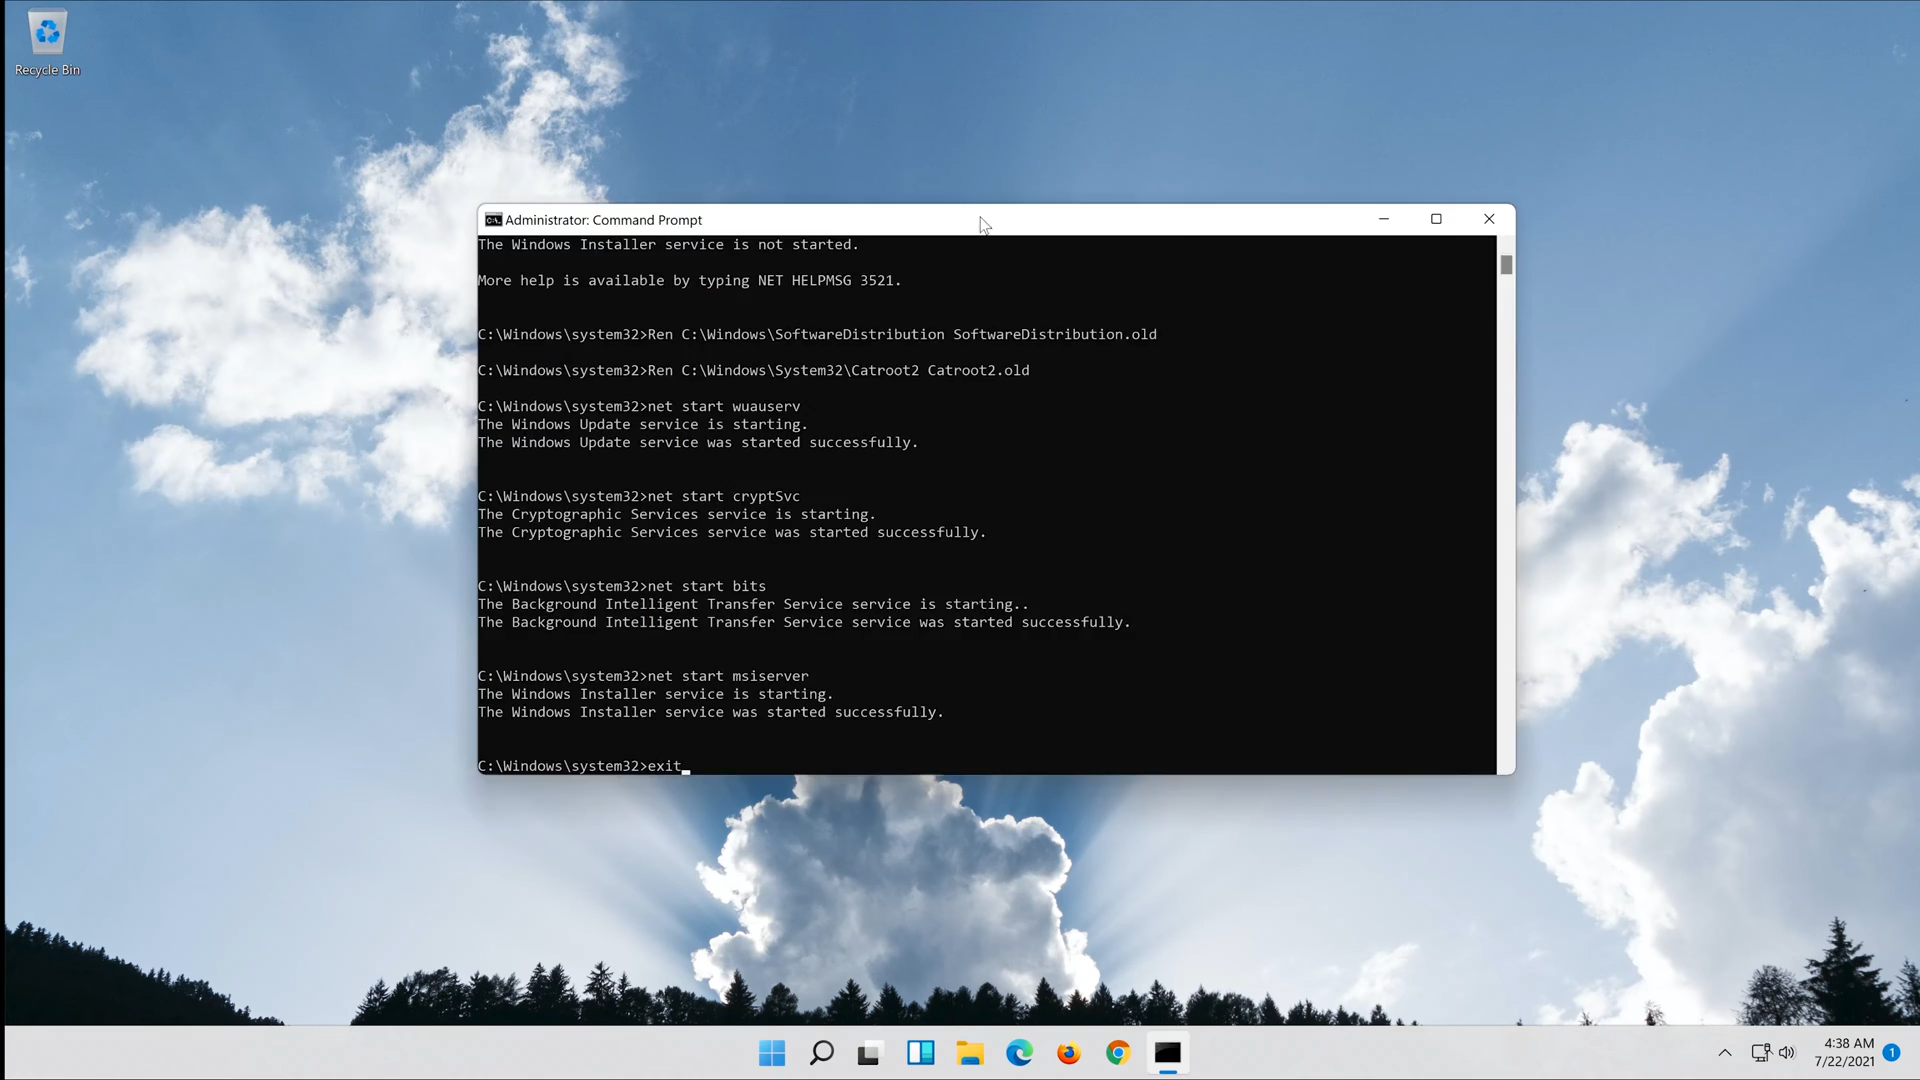 Recycle Bin
Administrator: Command Prompt
The Windows Installer service is not started.
More help is available by typing NET HELPMSG 3521.
C:\Windows\system32>Ren C:\Windows\SoftwareDistribution SoftwareDistribution.old
C:\Windows\system32>Ren C:\Windows\System32\Catroot2 Catroot2.old
C:\Windows\system32>net start wuauserv
The Windows Update service is starting.
The Windows Update service was started successfully.
C:\Windows\system32>net start cryptSvc
The Cryptographic Services service is starting.
The Cryptographic Services service was started successfully.
C:\Windows\system32>net start bits
The Background Intelligent Transfer Service service is starting..
The Background Intelligent Transfer Service service was started successfully.
C:\Windows\system32>net start msiserver
The Windows Installer service is starting.
The Windows Installer service was started successfully.
C:\Windows\system32>exit
4:38 AM
7/22/2021
1